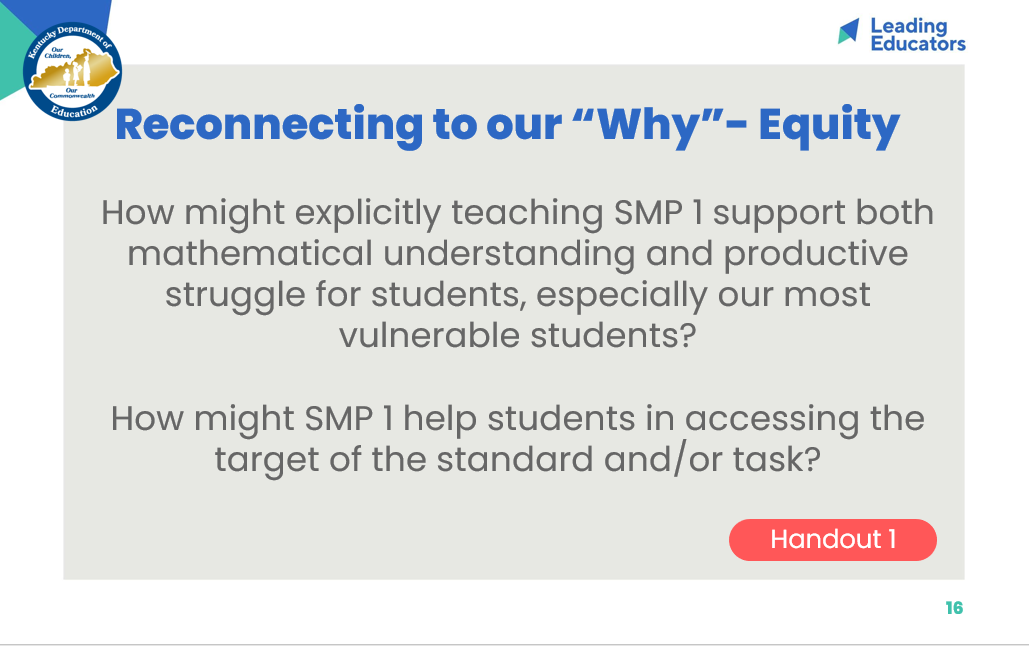 Kentucky Department of
Our
Children,
Our
Commonwealth
Education
Leading
Educators
Reconnecting to our “Why”- Equity
How might explicitly teaching SMP 1 support both
mathematical understanding and productive
struggle for students, especially our most
vulnerable students?
How might SMP 1 help students in accessing the
target of the standard and/or task?
Handout 1
16